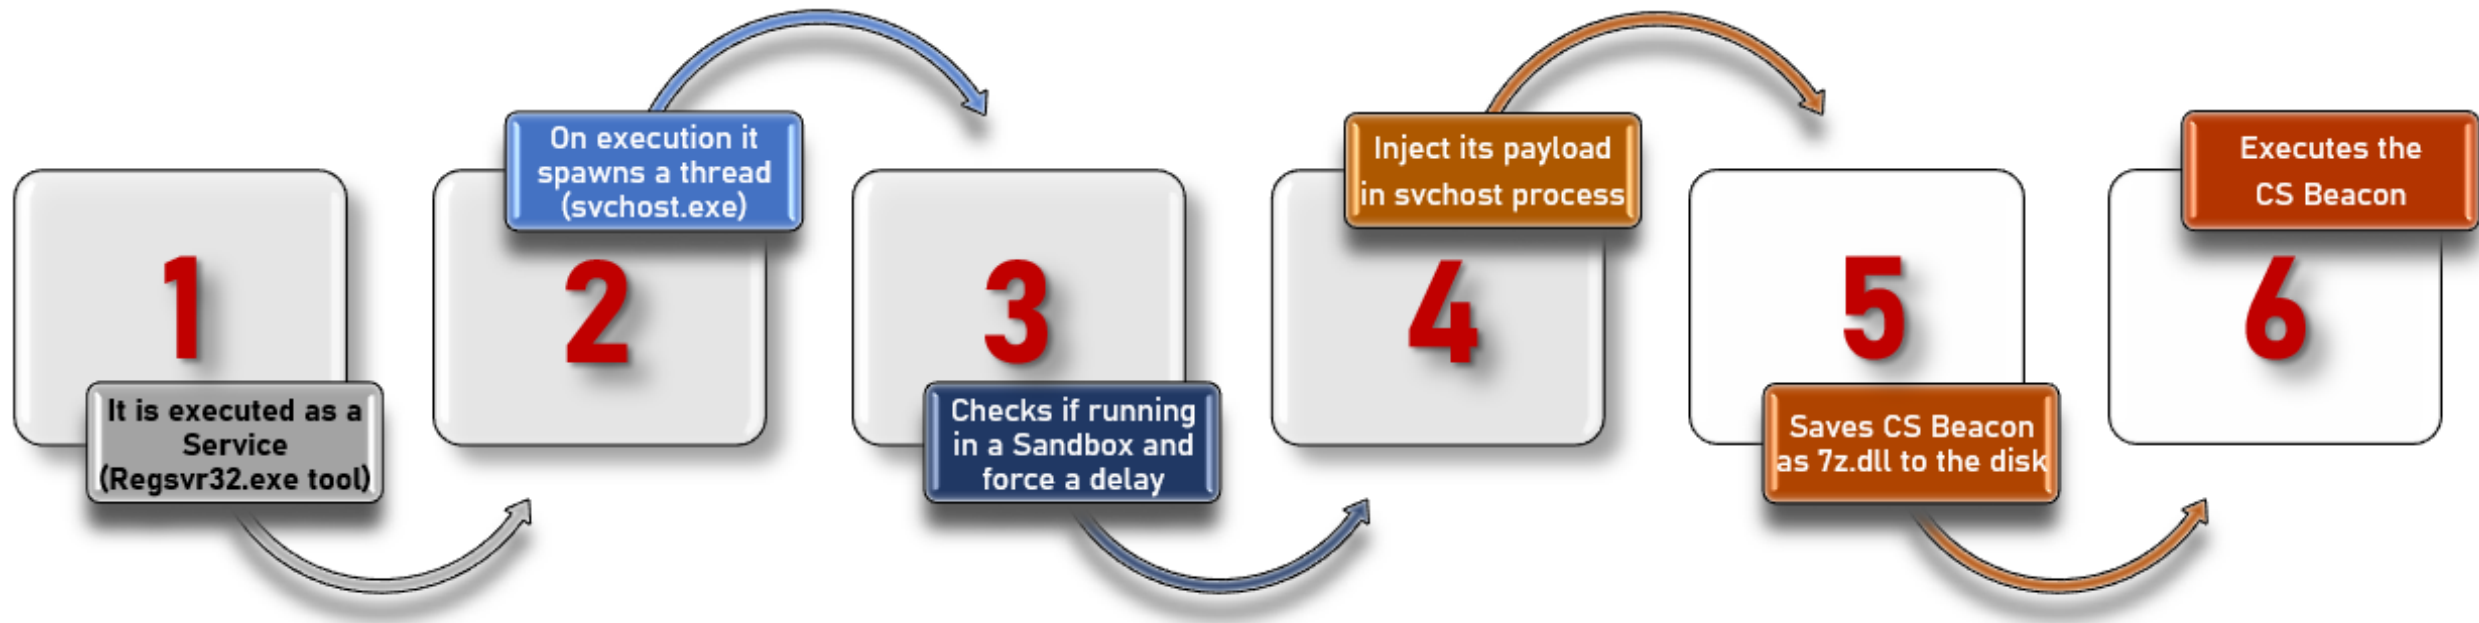 1
It is executed as a
Service
(Regsvr32.exe tool)
2
On execution it
spawns a thread
(svchost.exe)
3
Checks if running
in a Sandbox and
force a delay
4
Inject its payload
in svchost process
5
Saves CS Beacon
as 7z.dll to the disk
6
Executes the
CS Beacon